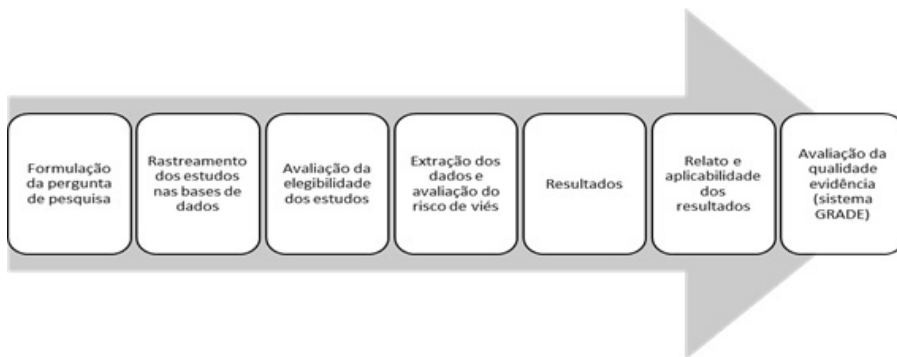 Formulação
da pergunta
de pesquisa
Rastreamento
dos estudos
nas bases de
dados
Avaliação da
elegibilidade
dos estudos
Extração dos
dados e
avaliação do
risco de viés
Resultados
Relato e
aplicabilidade
dos
resultados
Avaliação da
qualidade
evidência
(sistema
GRADE)